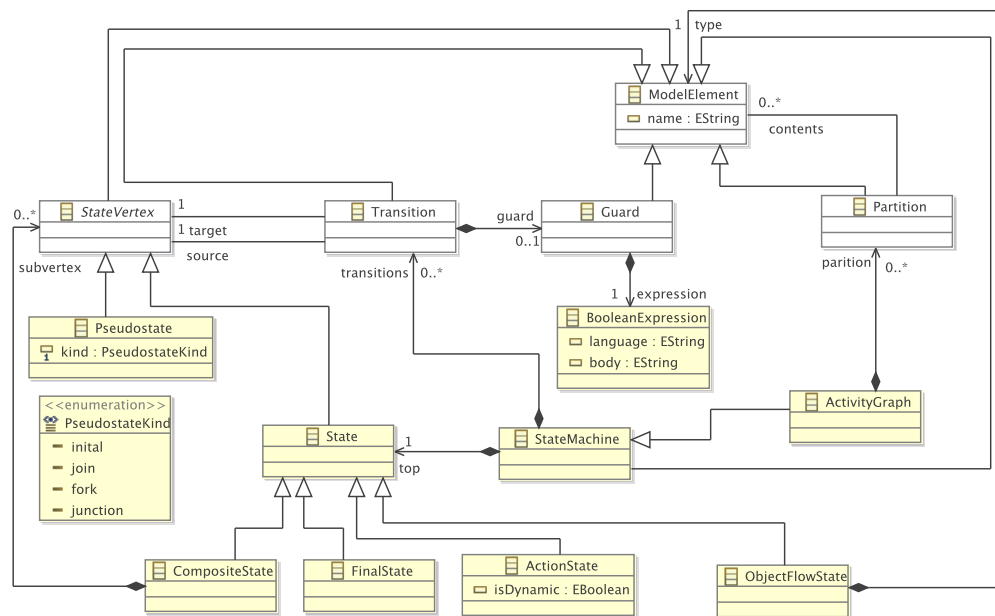 1 type
ModelElement
name : EString
0..*
contents
0..*
StateVertex
subvertex
1
1 target
source
Transition
guard
0..1
Guard
Partition
parition
0..*
transitions 0..*
1 expression
Pseudostate
kind : PseudostateKind
BooleanExpression
language : EString
body : EString
<<enumeration>>
PseudostateKind
inital
join
fork
junction
State
1
top
StateMachine
ActivityGraph
CompositeState
FinalState
ActionState
isDynamic : EBoolean
ObjectFlowState